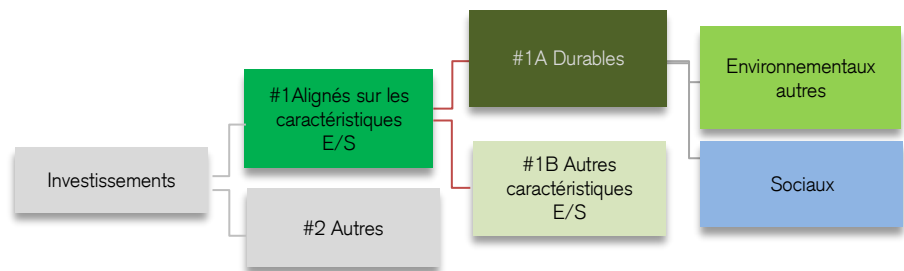 Investissements
#1Alignés sur les
caractéristiques
E/S
#2 Autres
#1A Durables
#1B Autres
caractéristiques
E/S
Environnementaux
autres
Sociaux